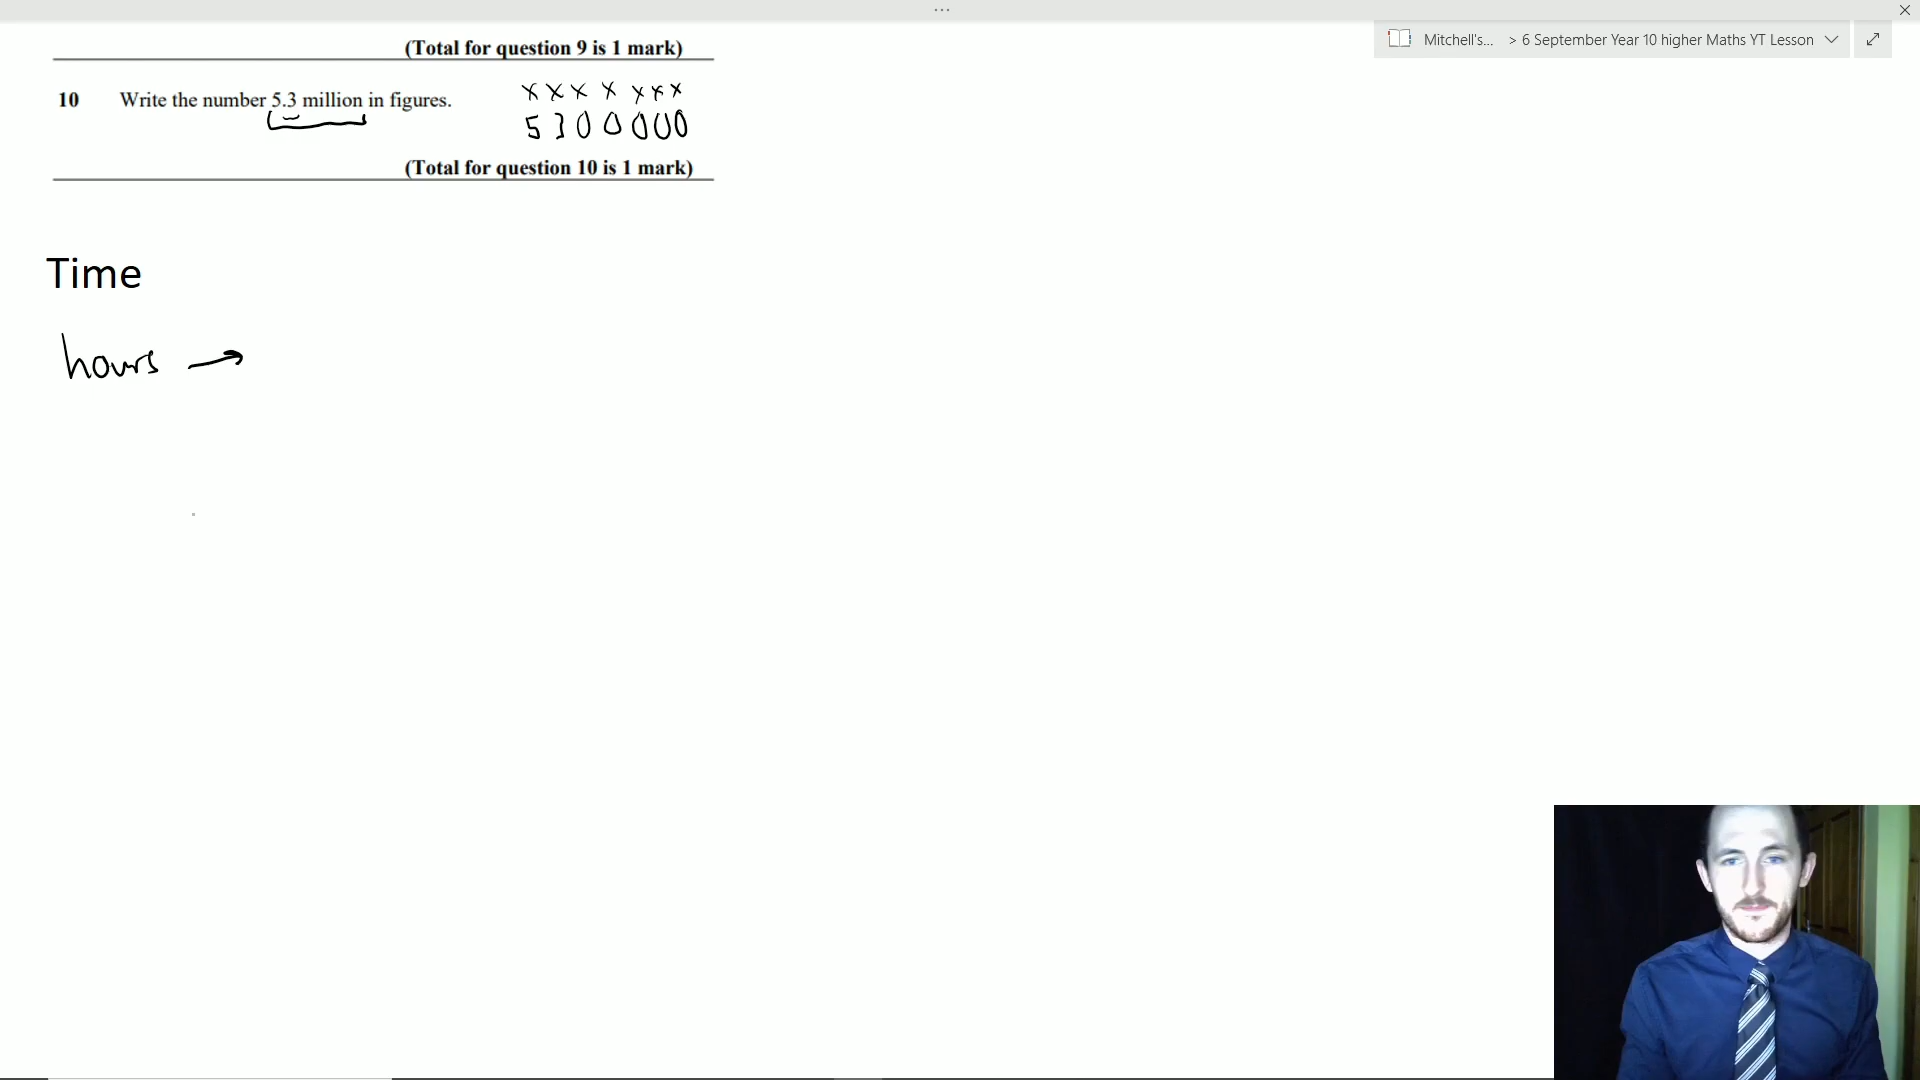 Mitchell's... > 6 September Year 10 higher Maths YT Lesson
(Total for question 9 is 1 mark)
x x x x x x x
10 Write the number 5.3 million in figures. 5 3 0 0 0 0 0
(Total for question 10 is 1 mark)
Time
hours →